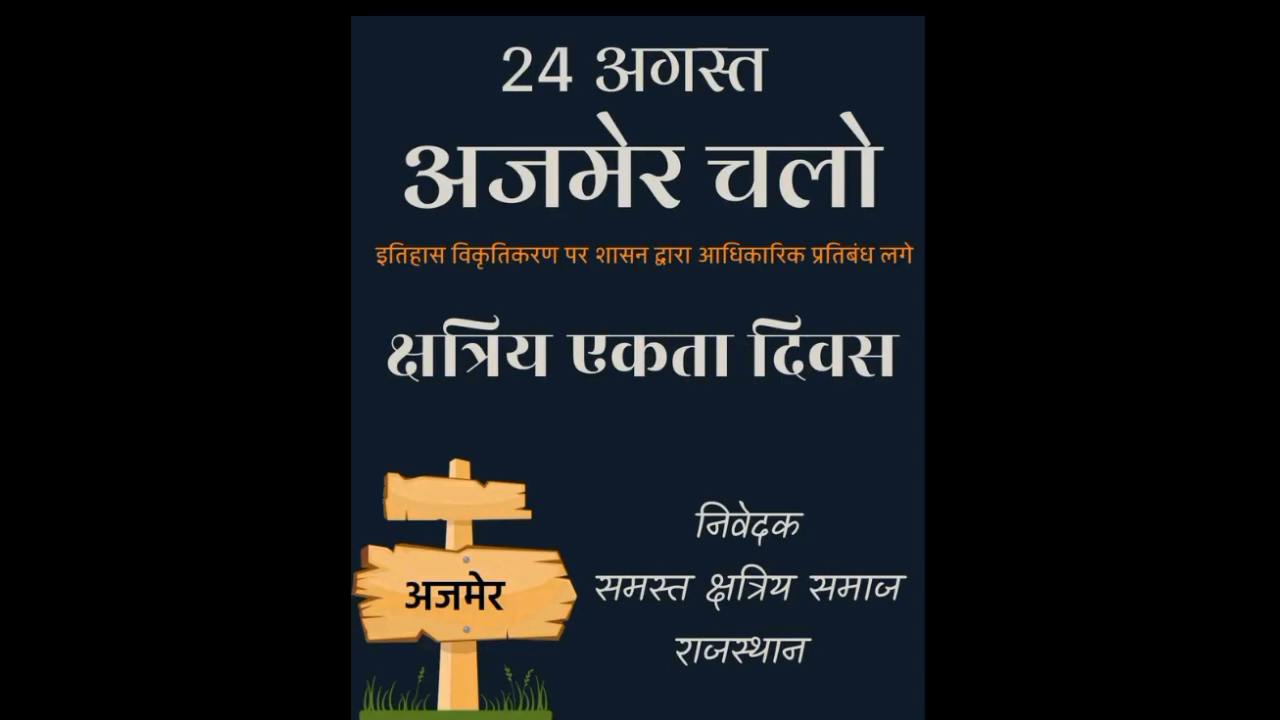 24 अगस्त
अजमेर चलो
इतिहास विकृतिकरण पर शासन द्वारा आधिकारिक प्रतिबंध लगे
क्षत्रिय एकता दिवस
अजमेर
निवेदक
समस्त क्षत्रिय समाज
राजस्थान